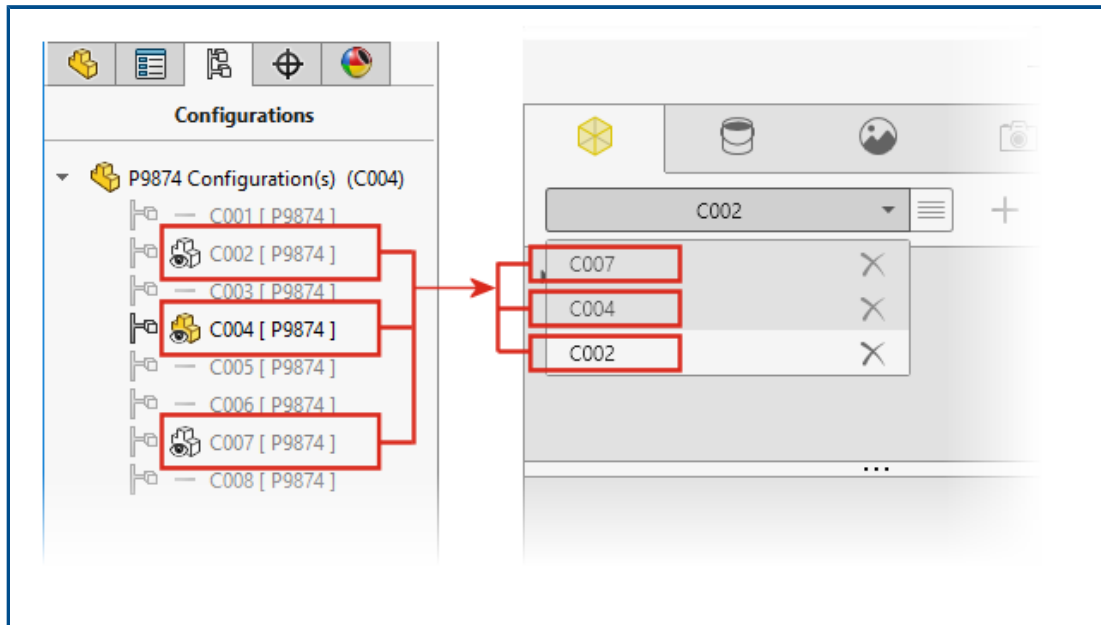 Configurations
P9874 Configuration(s) (C004)
C001 [ P9874 ]
C002 [ P9874 ]
C003 [ P9874 ]
C004 [ P9874 ]
C005 [ P9874 ]
C006 [ P9874 ]
C007 [ P9874 ]
C008 [ P9874 ]
C002
C007
C004
C002